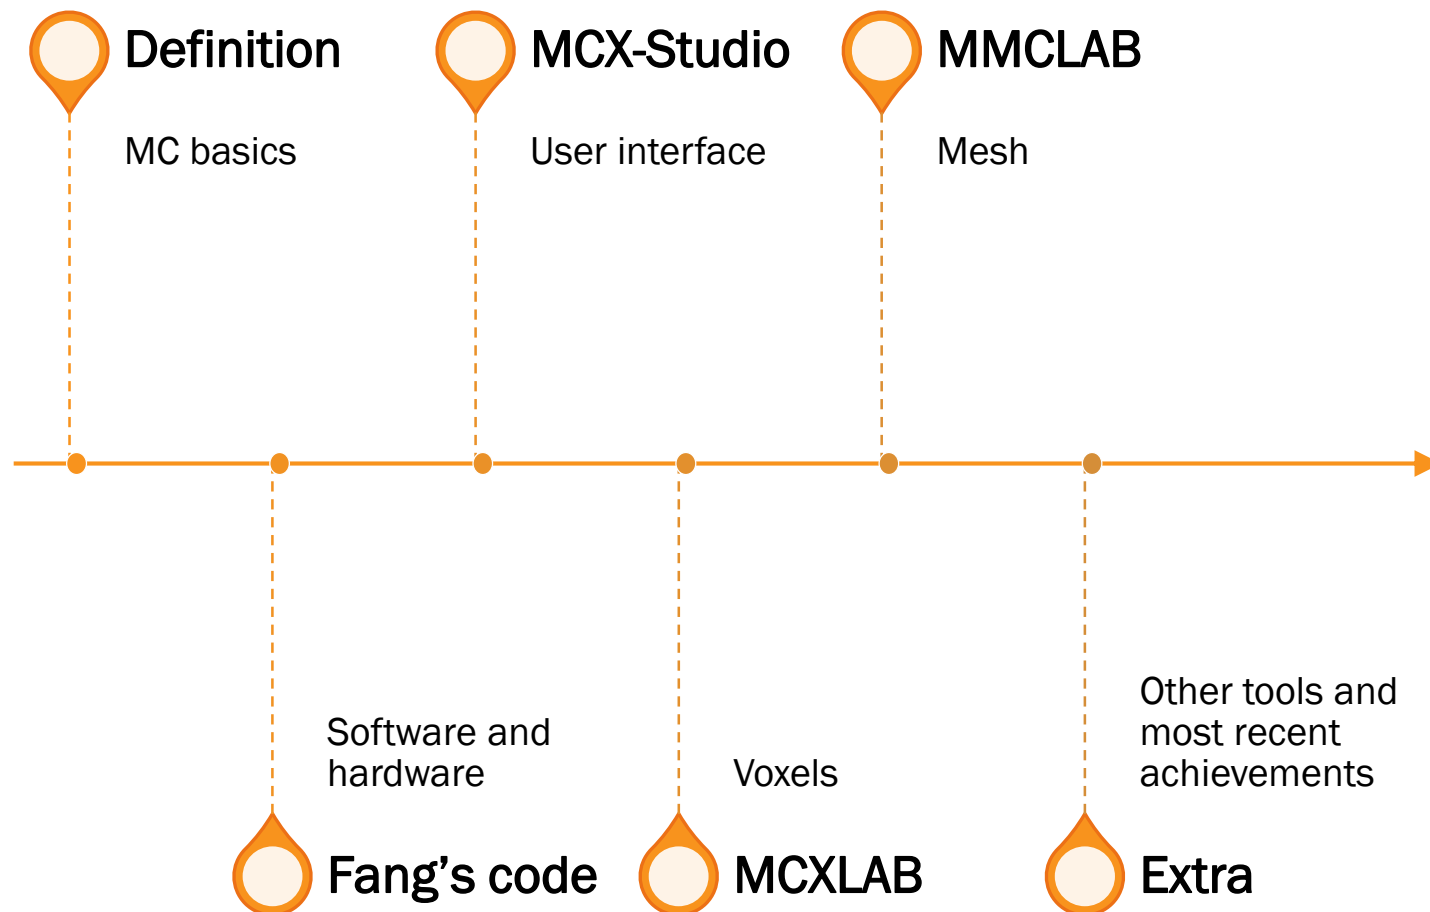 Definition
MC basics
Fang’s code
Software and
hardware
MCX-Studio
User interface
MCXLAB
Voxels
MMCLAB
Mesh
Extra
Other tools and
most recent
achievements